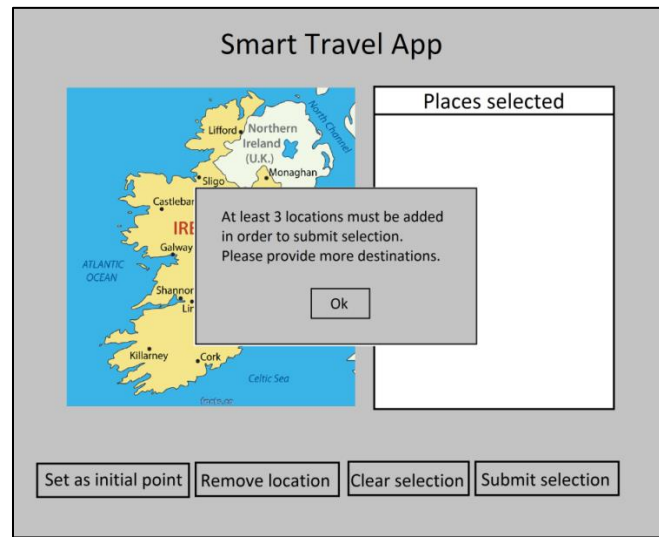 Smart Travel App
Places selected
North Channel
Lifford
Northern
Ireland
(U.K.)
Monaghan
Sligo
Castlebar
IRE
Galway
ATLANTIC
OCEAN
Shannon
Lir
Killarney
Cork
Celtic Sea
At least 3 locations must be added
in order to submit selection.
Please provide more destinations.
Ok
Set as initial point
Remove location
Clear selection
Submit selection